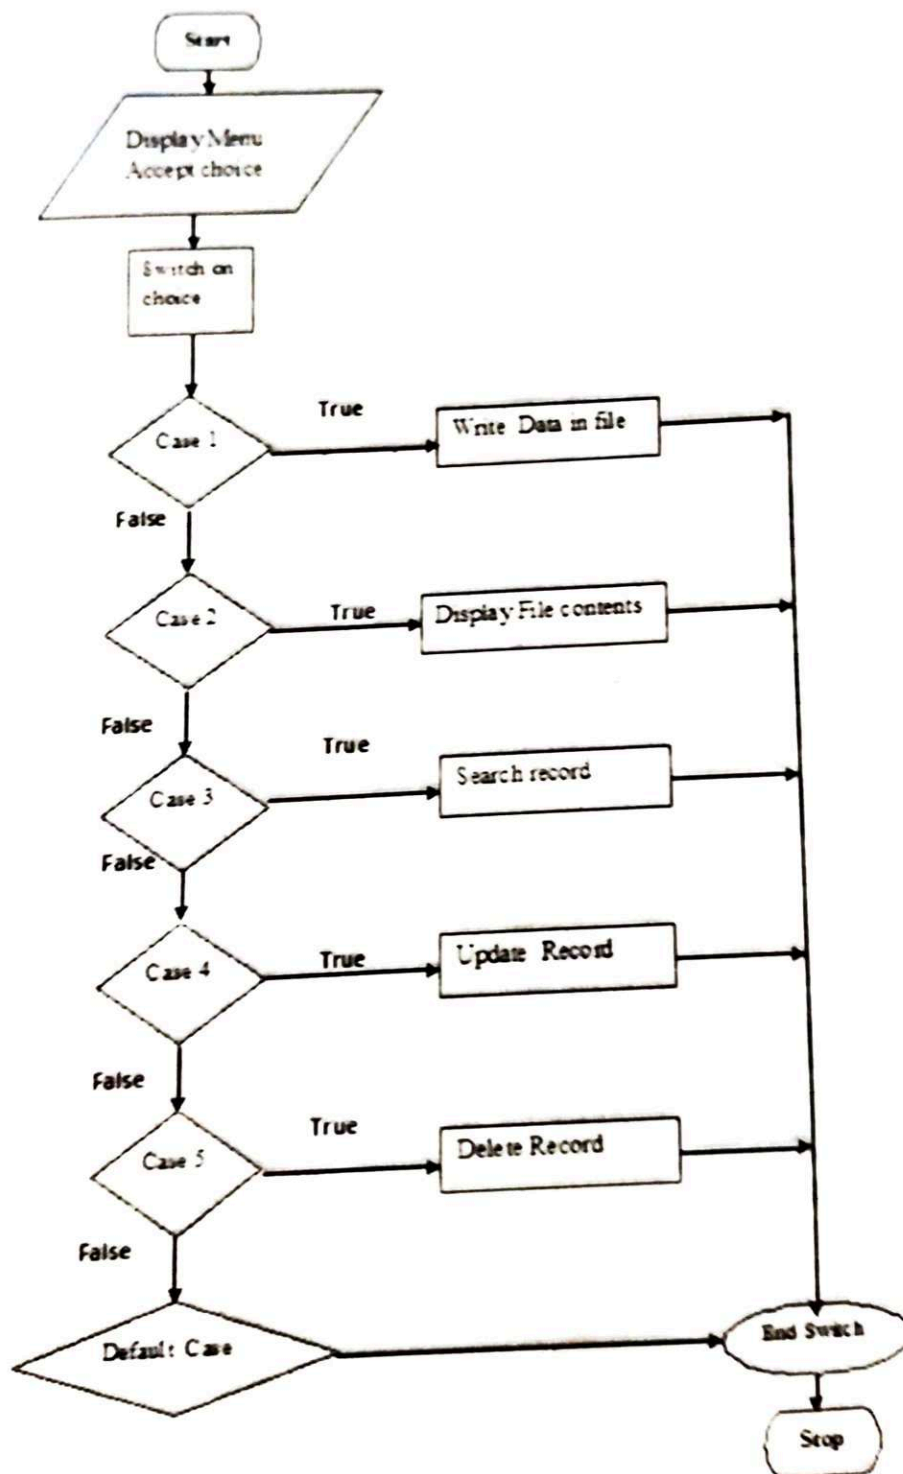 Start
Display Menu
Accept choice
Switch on
choice
Case 1
True
Write Data in file
False
Case 2
True
Display File contents
False
Case 3
True
Search record
False
Case 4
True
Update Record
False
Case 5
True
Delete Record
False
Default Case
End Switch
Stop